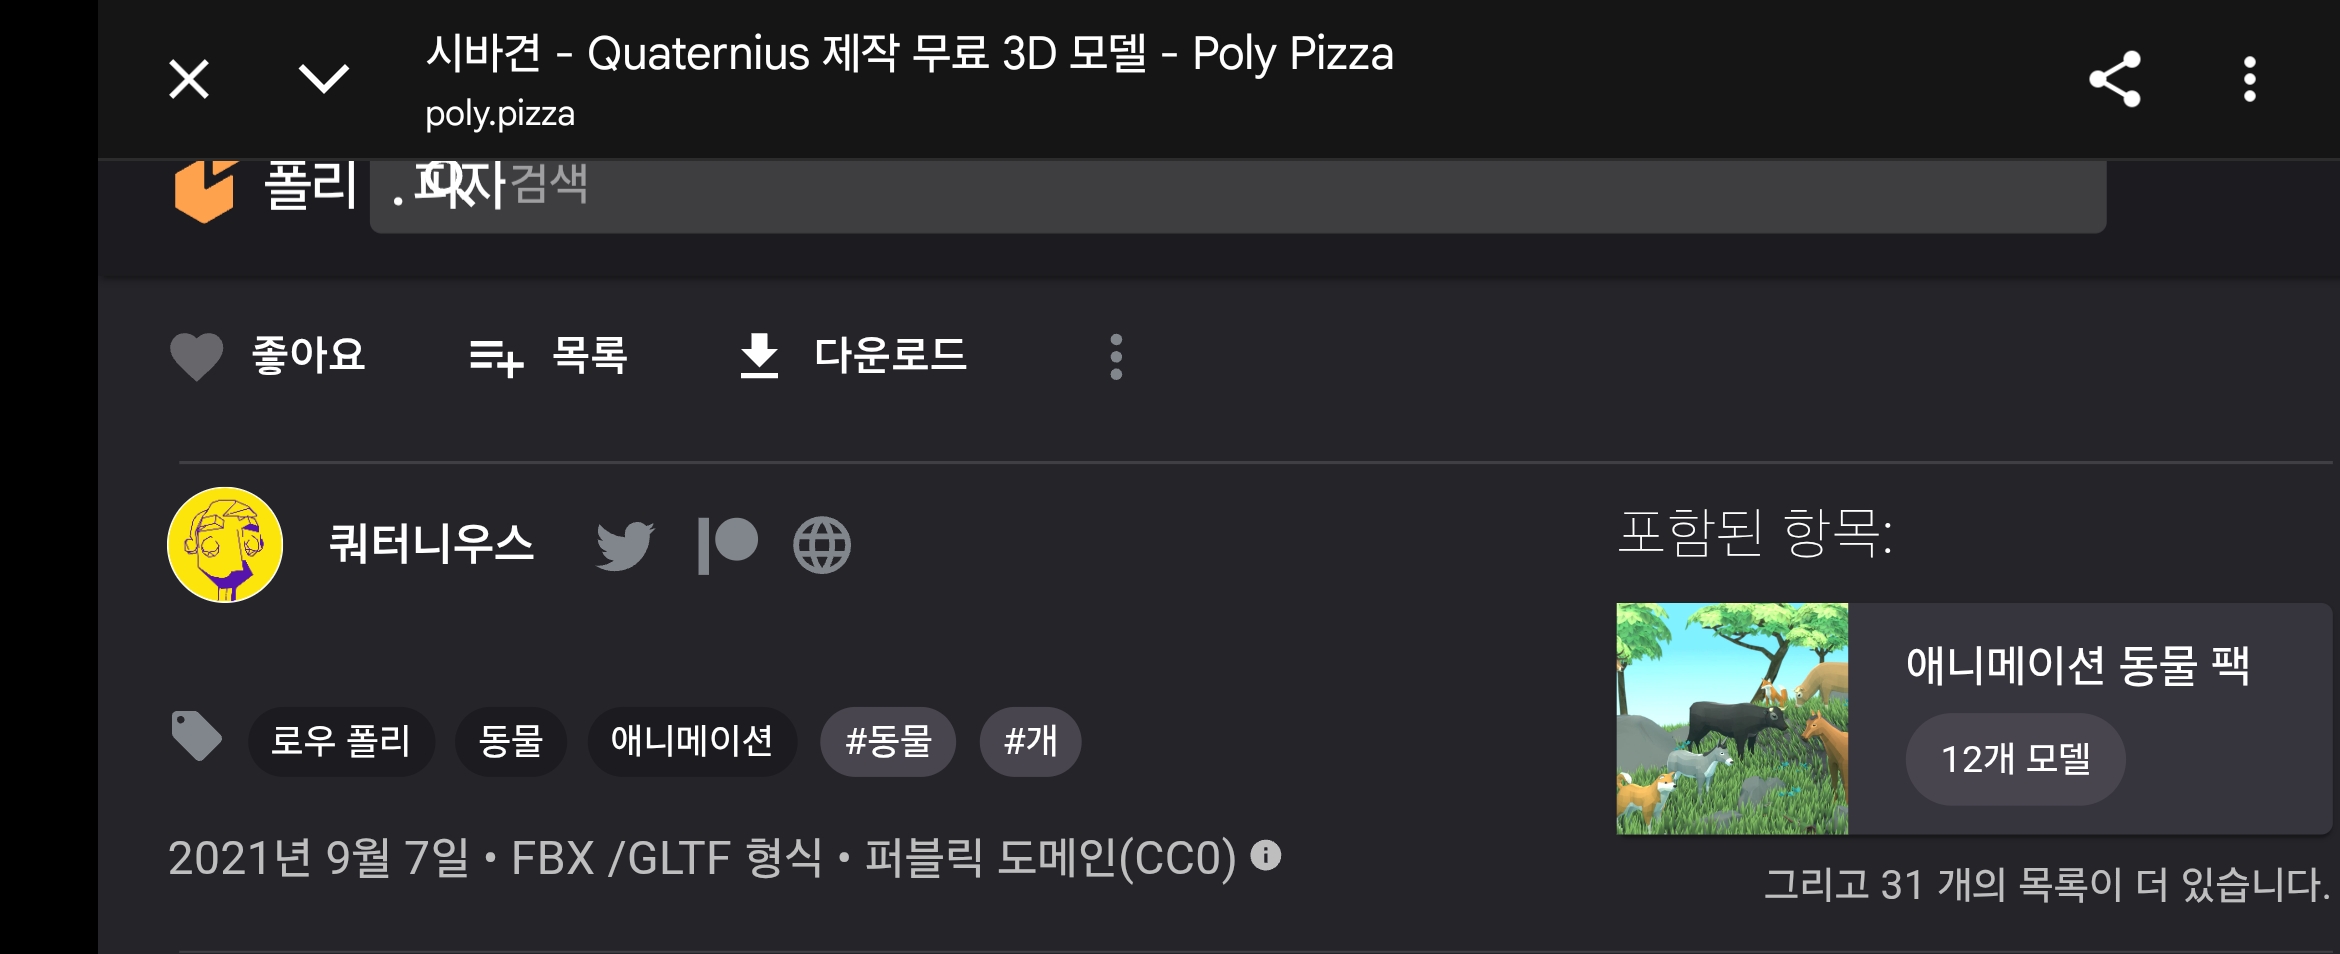 시바견 - Quaternius 제작 무료 3D 모델 - Poly Pizza
poly.pizza
폴리 . 피자 검색
좋아요 목록 다운로드
쿼터니우스
포함된 항목:
애니메이션 동물 팩
12개 모델
로우 폴리 동물 애니메이션 #동물 #개
2021년 9월 7일 • FBX /GLTF 형식 • 퍼블릭 도메인(CC0)
그리고 31 개의 목록이 더 있습니다.